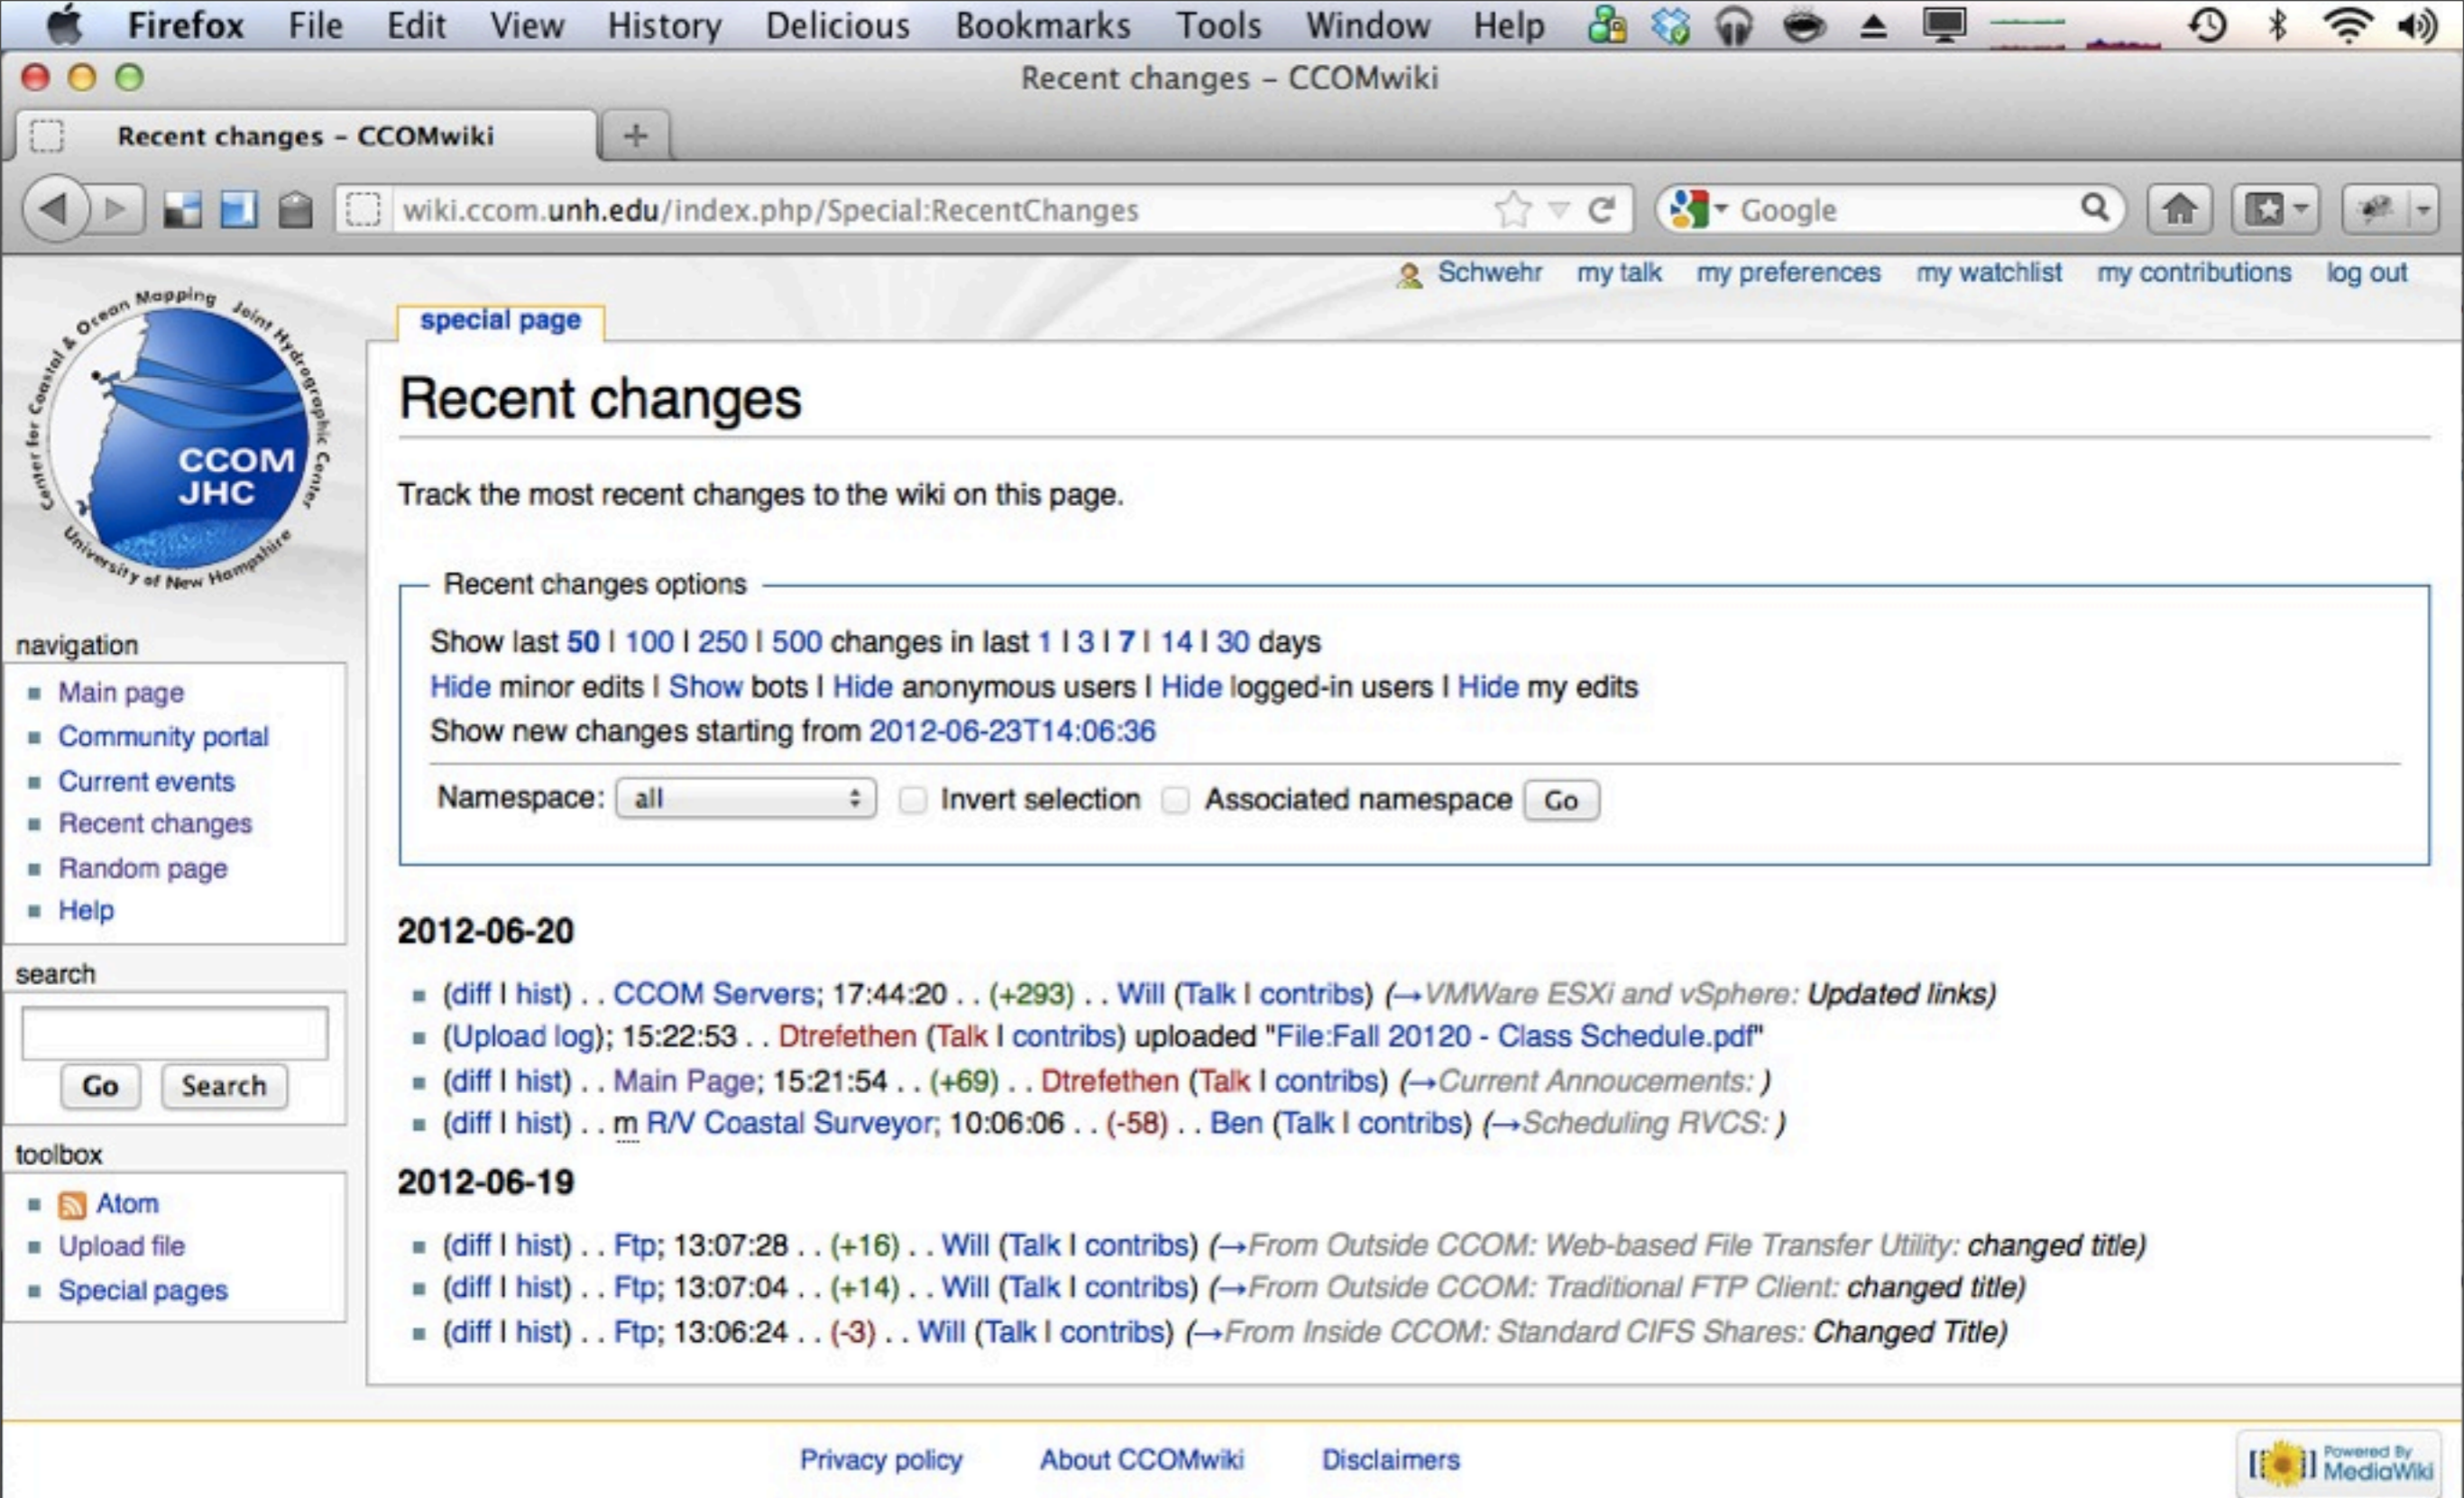 Firefox File Edit View History Delicious Bookmarks Tools Window Help
Recent changes – CCOMwiki
Recent changes – CCOMwiki
wiki.ccom.unh.edu/index.php/Special:RecentChanges Google
Schwehr my talk my preferences my watchlist my contributions log out
Center for Coastal & Ocean Mapping Joint Hydrographic Center
CCOM
JHC
University of New Hampshire
special page
Recent changes
Track the most recent changes to the wiki on this page.
Recent changes options
Show last 50 | 100 | 250 | 500 changes in last 1 | 3 | 7 | 14 | 30 days
Hide minor edits | Show bots | Hide anonymous users | Hide logged-in users | Hide my edits
Show new changes starting from 2012-06-23T14:06:36
Namespace: all Invert selection Associated namespace Go
navigation
Main page
Community portal
Current events
Recent changes
Random page
Help
search
Go Search
toolbox
Atom
Upload file
Special pages
2012-06-20
(diff | hist) . . CCOM Servers; 17:44:20 . . (+293) . . Will (Talk | contribs) (→VMWare ESXi and vSphere: Updated links)
(Upload log); 15:22:53 . . Dtrefethen (Talk | contribs) uploaded "File:Fall 20120 - Class Schedule.pdf"
(diff | hist) . . Main Page; 15:21:54 . . (+69) . . Dtrefethen (Talk | contribs) (→Current Annoucements: )
(diff | hist) . . m R/V Coastal Surveyor; 10:06:06 . . (-58) . . Ben (Talk | contribs) (→Scheduling RVCS: )
2012-06-19
(diff | hist) . . Ftp; 13:07:28 . . (+16) . . Will (Talk | contribs) (→From Outside CCOM: Web-based File Transfer Utility: changed title)
(diff | hist) . . Ftp; 13:07:04 . . (+14) . . Will (Talk | contribs) (→From Outside CCOM: Traditional FTP Client: changed title)
(diff | hist) . . Ftp; 13:06:24 . . (-3) . . Will (Talk | contribs) (→From Inside CCOM: Standard CIFS Shares: Changed Title)
Privacy policy About CCOMwiki Disclaimers
Powered By
MediaWiki